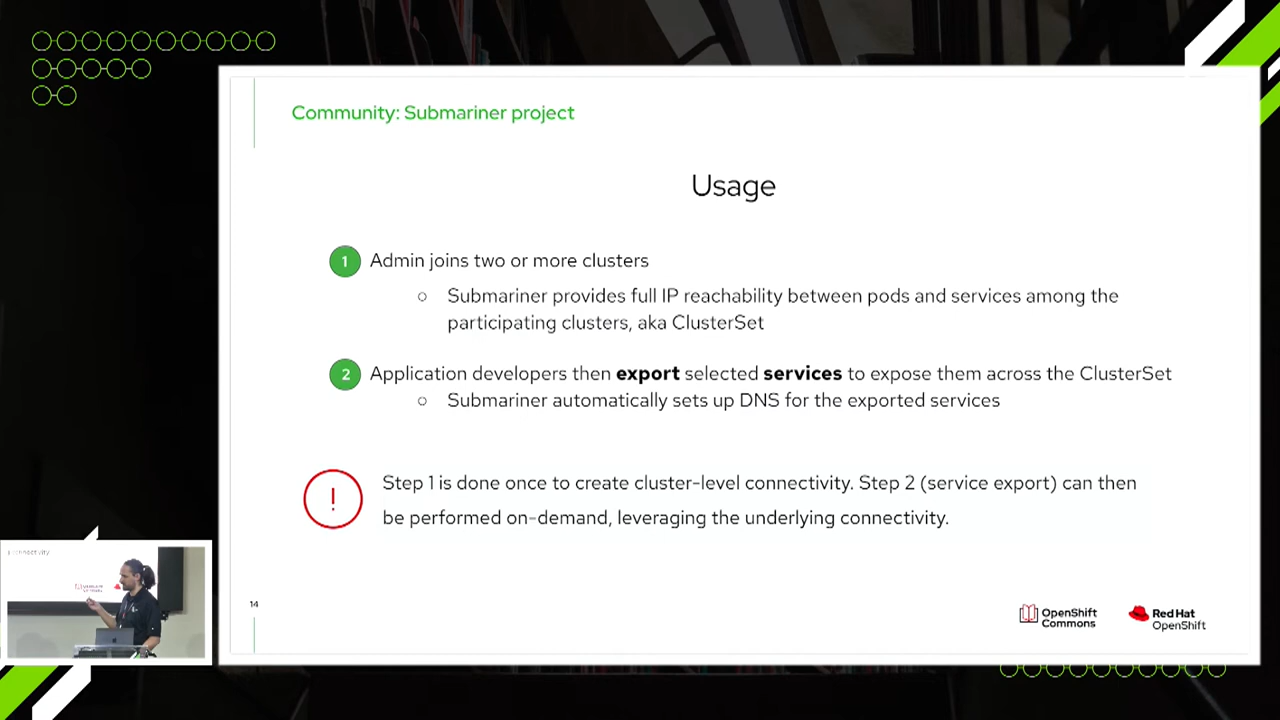 Community: Submariner project
Usage
1 Admin joins two or more clusters
○ Submariner provides full IP reachability between pods and services among the
participating clusters, aka ClusterSet
2 Application developers then export selected services to expose them across the ClusterSet
○ Submariner automatically sets up DNS for the exported services
! Step 1 is done once to create cluster-level connectivity. Step 2 (service export) can then
be performed on-demand, leveraging the underlying connectivity.
14
OpenShift
Commons
Red Hat
OpenShift